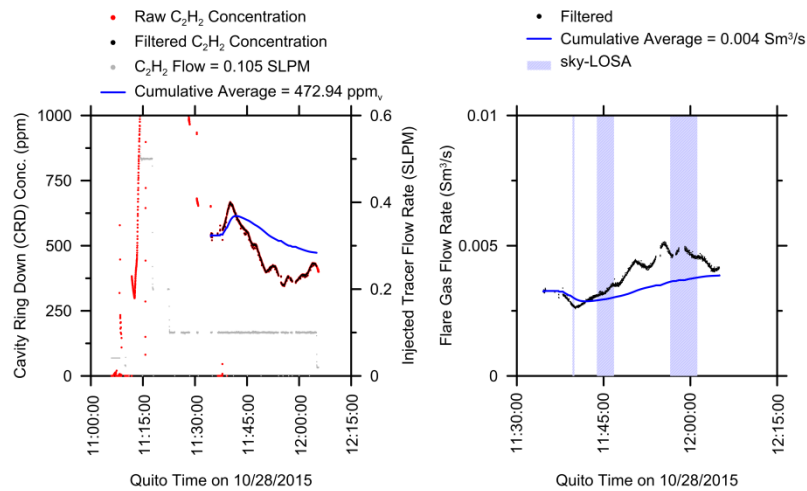 Raw C₂H₂ Concentration
Filtered C₂H₂ Concentration
C₂H₂ Flow = 0.105 SLPM
Cumulative Average = 472.94 ppmᵥ
Cavity Ring Down (CRD) Conc. (ppm)
1000
750
500
250
0
0.6
0.4
0.2
0
Injected Tracer Flow Rate (SLPM)
11:00:00
11:15:00
11:30:00
11:45:00
12:00:00
12:15:00
Quito Time on 10/28/2015
Filtered
Cumulative Average = 0.004 Sm³/s
sky-LOSA
Flare Gas Flow Rate (Sm³/s)
0.01
0.005
0
11:30:00
11:45:00
12:00:00
12:15:00
Quito Time on 10/28/2015